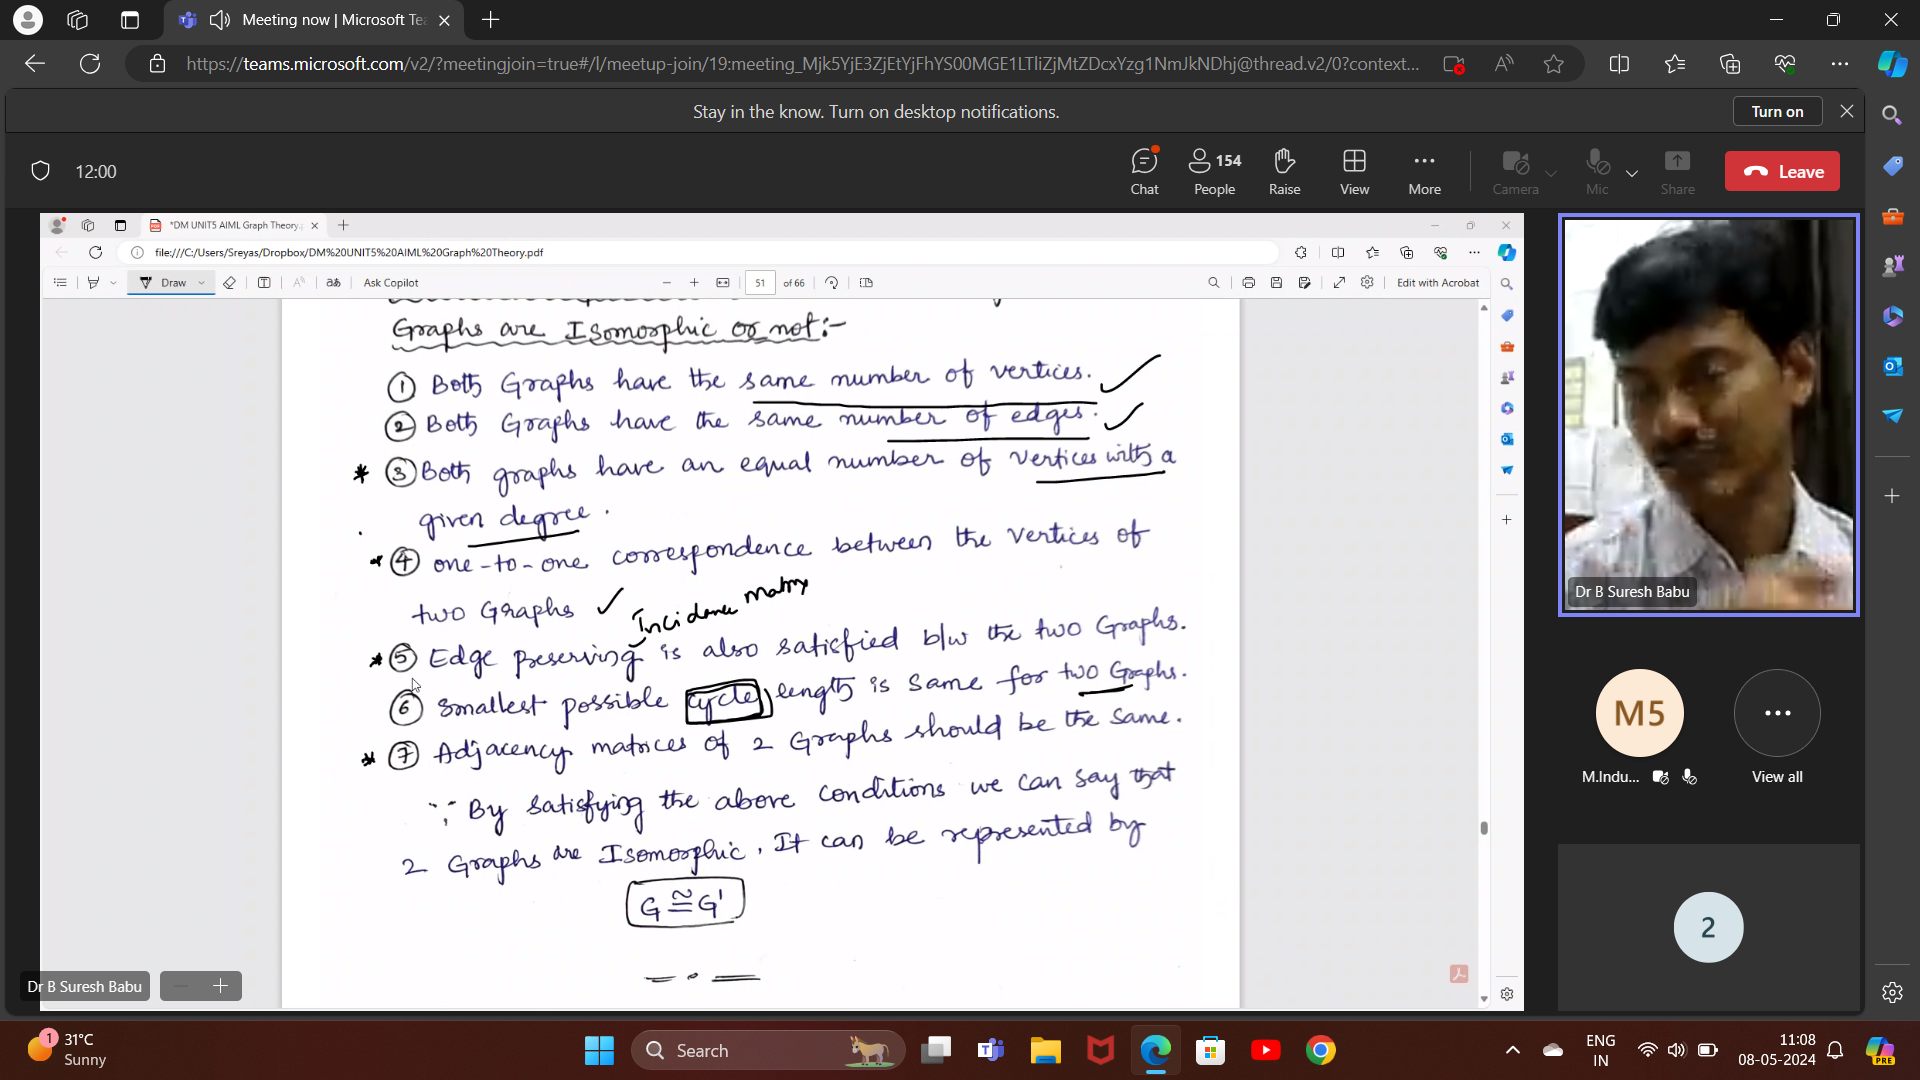 Meeting now | Microsoft Te
https://teams.microsoft.com/v2/?meetingjoin=true#/l/meetup-join/19:meeting_Mjk5YjE3ZjEtYjFhYS00MGE1LTliZjMtZDcxYzg1NmJkNDhj@thread.v2/0?context...
Stay in the know. Turn on desktop notifications. Turn on
12:00
Chat 154 People Raise View More Camera Mic Share Leave
*DM UNIT5 AIML Graph Theory.
file:///C:/Users/Sreyas/Dropbox/DM%20UNIT5%20AIML%20Graph%20Theory.pdf
Draw Ask Copilot 51 of 66 Edit with Acrobat
Graphs are Isomorphic or not:-
① Both Graphs have the same number of vertices. ✓
② Both Graphs have the same number of edges. ✓
* ③ Both graphs have an equal number of vertices with a
given degree.
* ④ one-to-one correspondence between the vertices of
two Graphs ✓
Incidence Matrix
* ⑤ Edge preserving is also satisfied b/w the two Graphs.
⑥ Smallest possible cycle length is same for two Graphs.
* ⑦ Adjacency matrices of 2 Graphs should be the same.
∵ By satisfying the above conditions we can say that
2 Graphs are Isomorphic. It can be represented by
G ≅ G'
Dr B Suresh Babu
Dr B Suresh Babu
M5
M.Indu...
View all
2
1
31°C
Sunny
Search
ENG
IN
11:08
08-05-2024
PRE